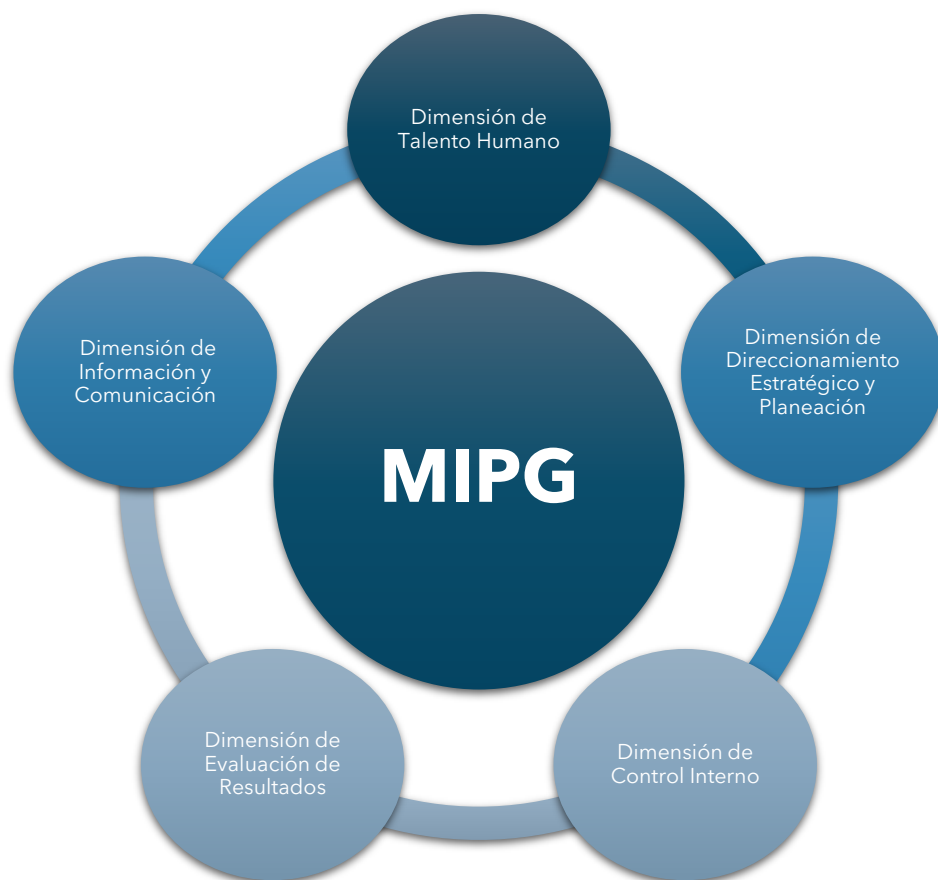 Dimensión de
Talento Humano
Dimensión de
Direccionamiento
Estratégico y
Planeación
Dimensión de
Control Interno
Dimensión de
Evaluación de
Resultados
Dimensión de
Información y
Comunicación
MIPG